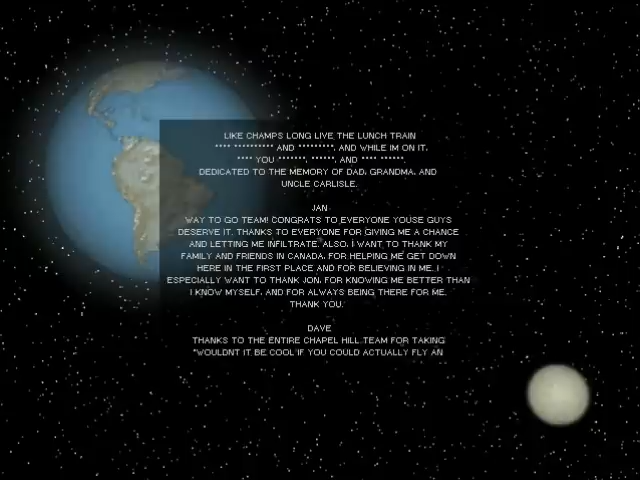 LIKE CHAMPS LONG LIVE THE LUNCH TRAIN
**** ********** AND *********. AND WHILE IM ON IT,
**** YOU *******, ******, AND **** ******.
DEDICATED TO THE MEMORY OF DAD, GRANDMA, AND
UNCLE CARLISLE.
JAN
WAY TO GO TEAM! CONGRATS TO EVERYONE YOUSE GUYS
DESERVE IT. THANKS TO EVERYONE FOR GIVING ME A CHANCE
AND LETTING ME INFILTRATE. ALSO, I WANT TO THANK MY
FAMILY AND FRIENDS IN CANADA, FOR HELPING ME GET DOWN
HERE IN THE FIRST PLACE AND FOR BELIEVING IN ME. I
ESPECIALLY WANT TO THANK JON, FOR KNOWING ME BETTER THAN
I KNOW MYSELF, AND FOR ALWAYS BEING THERE FOR ME.
THANK YOU.
DAVE
THANKS TO THE ENTIRE CHAPEL HILL TEAM FOR TAKING
"WOULDNT IT BE COOL IF YOU COULD ACTUALLY FLY AN